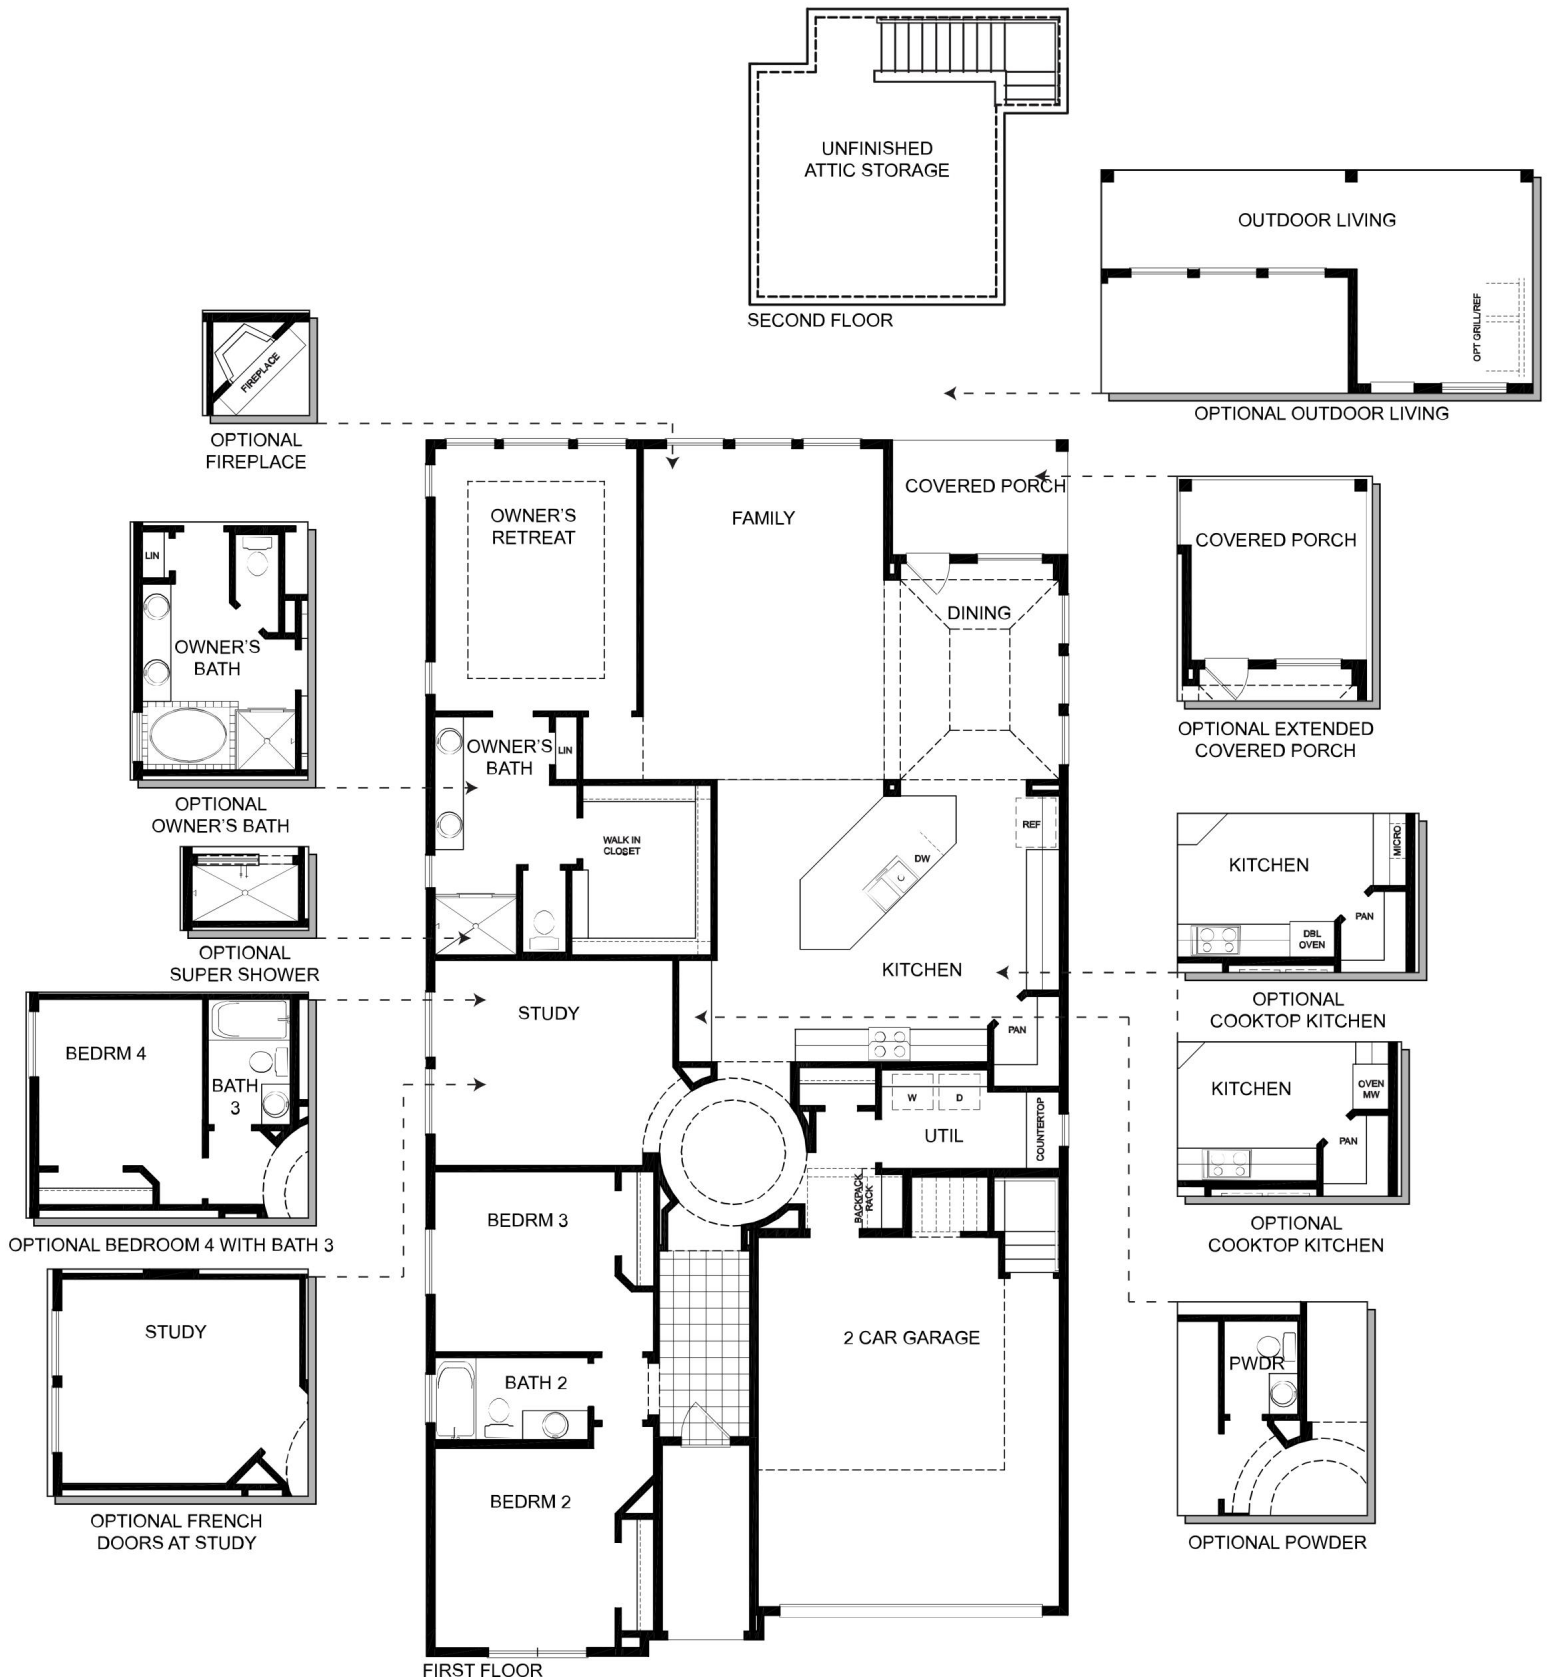 UNFINISHED
ATTIC STORAGE
SECOND FLOOR
OUTDOOR LIVING
OPT GRILL/REF
OPTIONAL OUTDOOR LIVING
FIREPLACE
OPTIONAL
FIREPLACE
OWNER'S
RETREAT
FAMILY
COVERED PORCH
COVERED PORCH
OPTIONAL EXTENDED
COVERED PORCH
LIN
OWNER'S
BATH
OPTIONAL
OWNER'S BATH
DINING
OWNER'S
BATH
LIN
WALK IN
CLOSET
REF
DW
KITCHEN
PAN
MICRO
KITCHEN
PAN
DBL
OVEN
OPTIONAL
COOKTOP KITCHEN
OPTIONAL
SUPER SHOWER
STUDY
BEDRM 4
BATH
3
OPTIONAL BEDROOM 4 WITH BATH 3
KITCHEN
OVEN
MW
PAN
OPTIONAL
COOKTOP KITCHEN
W
D
UTIL
COUNTERTOP
BACKPACK
RACK
BEDRM 3
2 CAR GARAGE
STUDY
OPTIONAL FRENCH
DOORS AT STUDY
BATH 2
BEDRM 2
PWDR
OPTIONAL POWDER
FIRST FLOOR